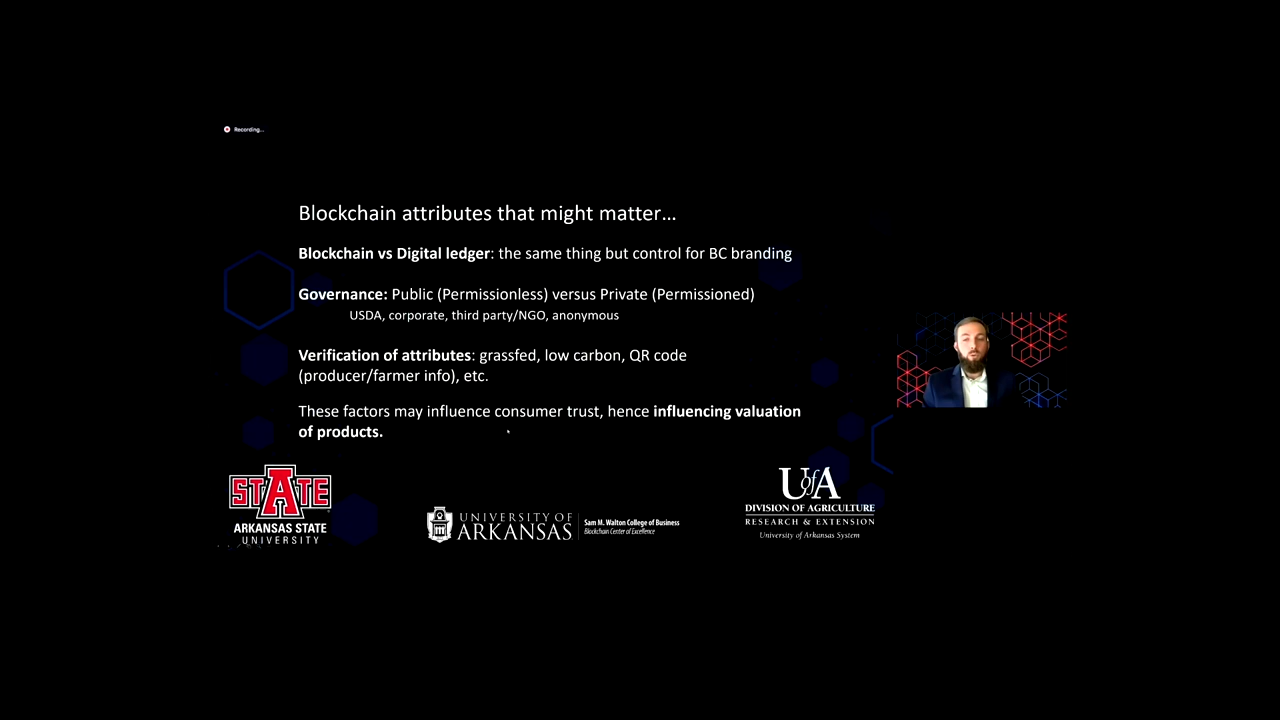 Recording...
Blockchain attributes that might matter...
Blockchain vs Digital ledger: the same thing but control for BC branding
Governance: Public (Permissionless) versus Private (Permissioned)
USDA, corporate, third party/NGO, anonymous
Verification of attributes: grassfed, low carbon, QR code
(producer/farmer info), etc.
These factors may influence consumer trust, hence influencing valuation
of products.
STATE
ARKANSAS STATE
UNIVERSITY
UNIVERSITY OF
ARKANSAS
Sam M. Walton College of Business
Blockchain Center of Excellence
UofA
DIVISION OF AGRICULTURE
RESEARCH & EXTENSION
University of Arkansas System